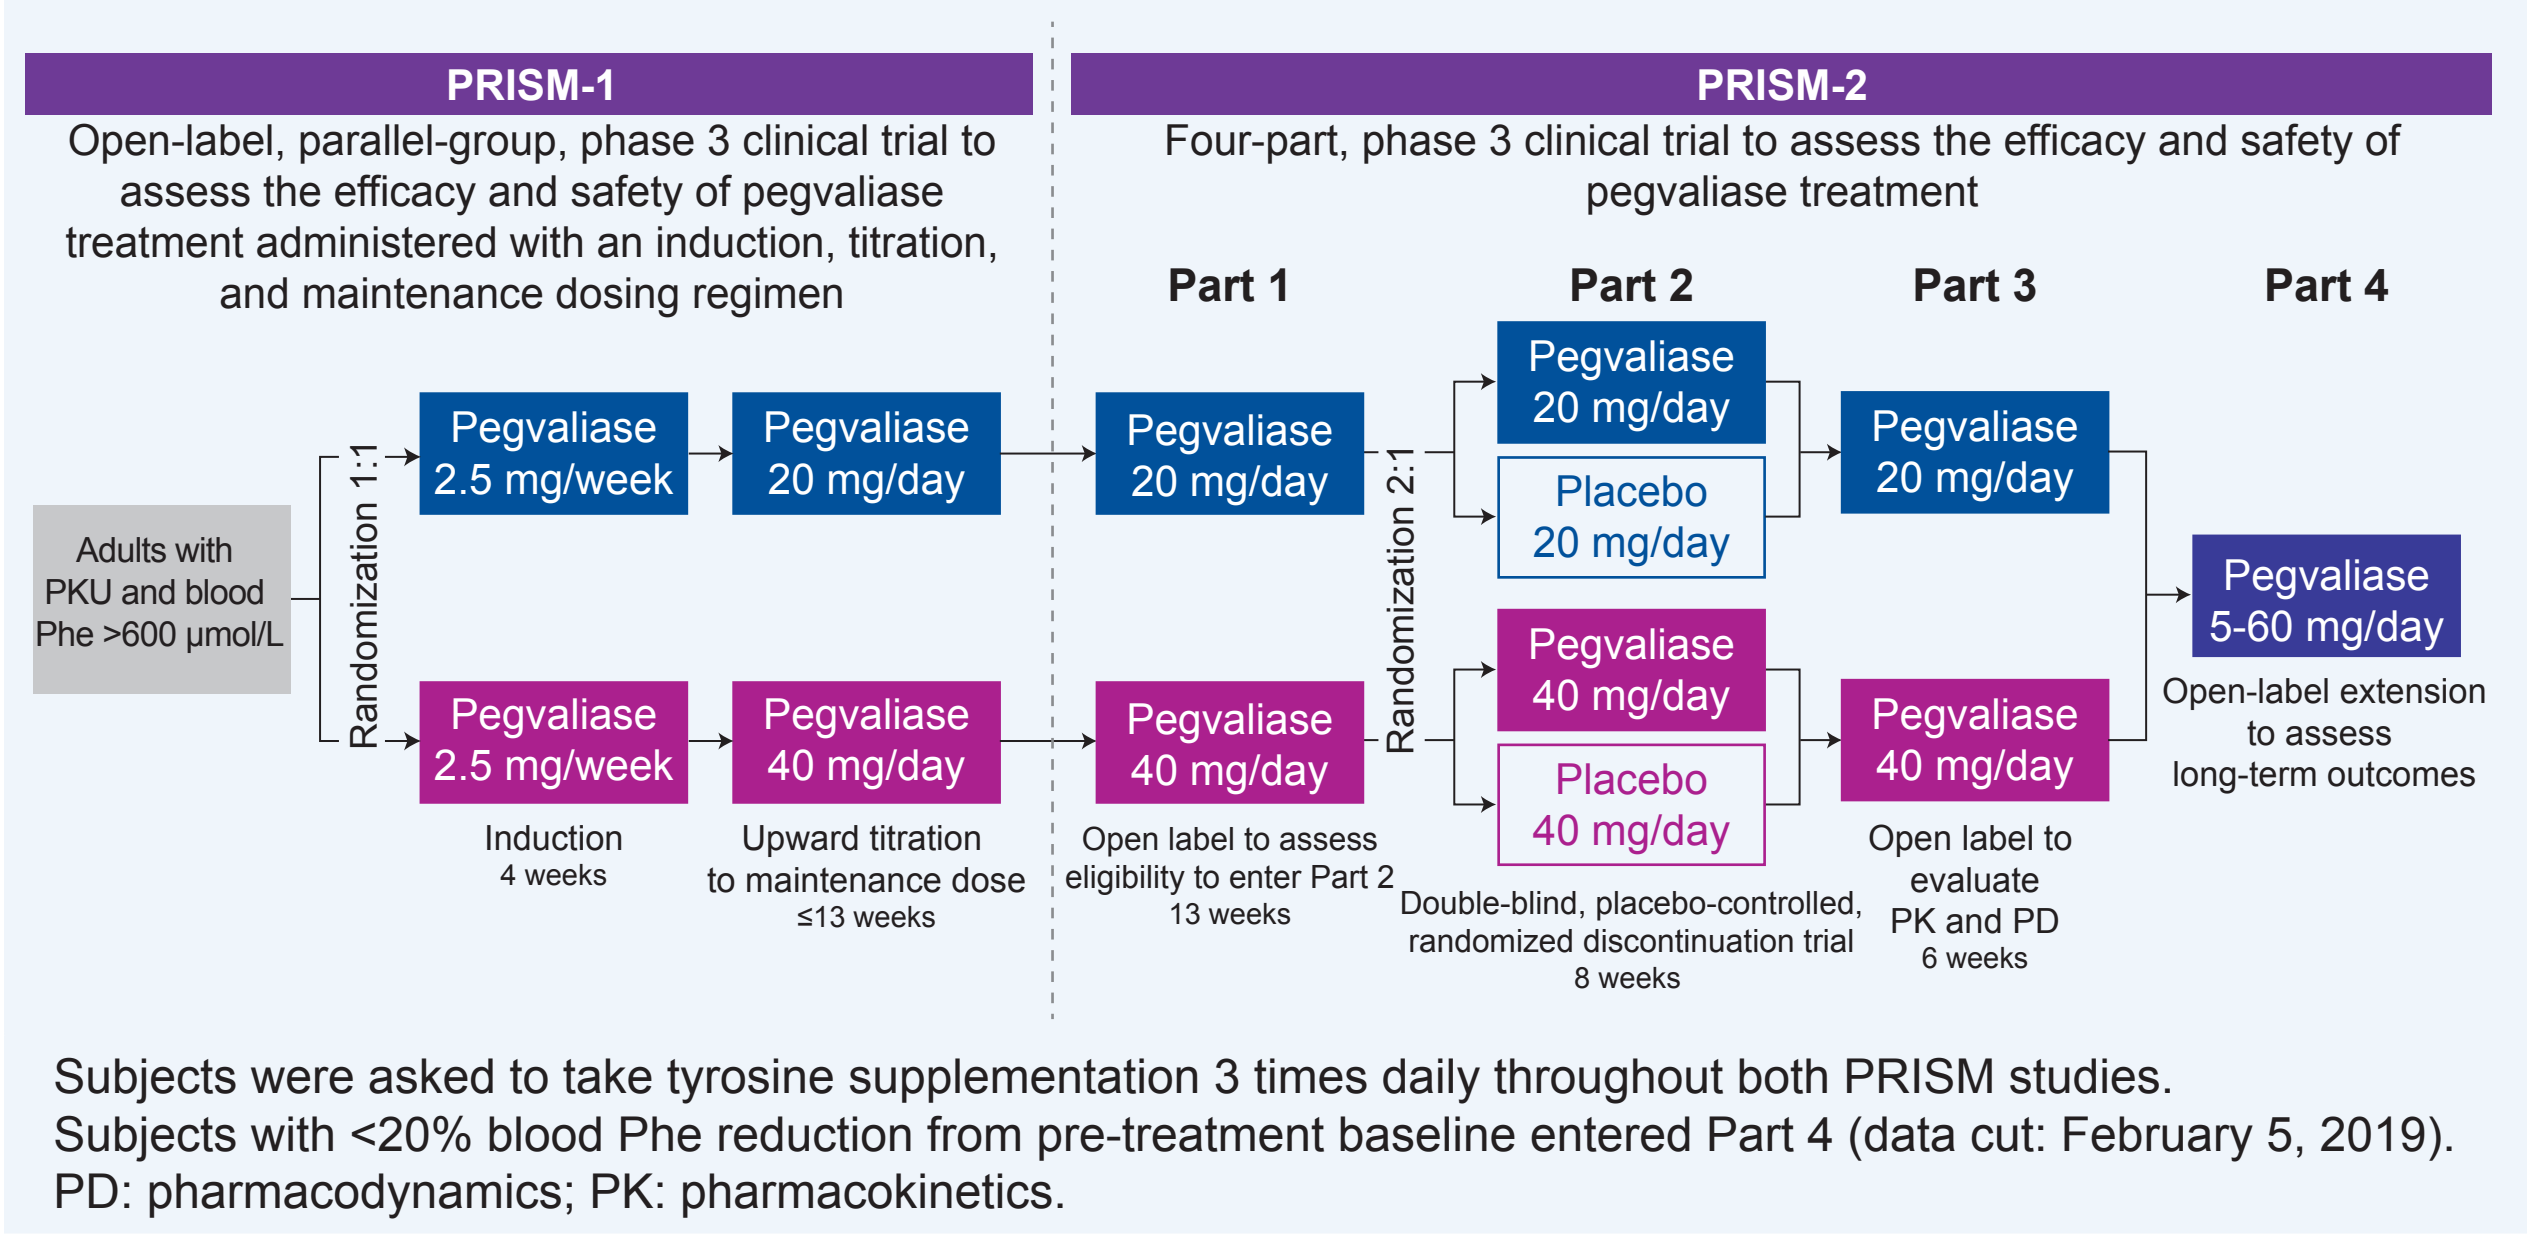 PRISM-1
Open-label, parallel-group, phase 3 clinical trial to
assess the efficacy and safety of pegvaliase
treatment administered with an induction, titration,
and maintenance dosing regimen
Adults with
PKU and blood
Phe >600 µmol/L
Randomization 1:1
Pegvaliase
2.5 mg/week
Pegvaliase
20 mg/day
Pegvaliase
2.5 mg/week
Pegvaliase
40 mg/day
Induction
4 weeks
Upward titration
to maintenance dose
≤13 weeks
PRISM-2
Four-part, phase 3 clinical trial to assess the efficacy and safety of
pegvaliase treatment
Part 1
Pegvaliase
20 mg/day
Pegvaliase
40 mg/day
Open label to assess
eligibility to enter Part 2
13 weeks
Randomization 2:1
Part 2
Pegvaliase
20 mg/day
Placebo
20 mg/day
Pegvaliase
40 mg/day
Placebo
40 mg/day
Double-blind, placebo-controlled,
randomized discontinuation trial
8 weeks
Part 3
Pegvaliase
20 mg/day
Pegvaliase
40 mg/day
Open label to
evaluate
PK and PD
6 weeks
Part 4
Pegvaliase
5-60 mg/day
Open-label extension
to assess
long-term outcomes
Subjects were asked to take tyrosine supplementation 3 times daily throughout both PRISM studies.
Subjects with <20% blood Phe reduction from pre-treatment baseline entered Part 4 (data cut: February 5, 2019).
PD: pharmacodynamics; PK: pharmacokinetics.